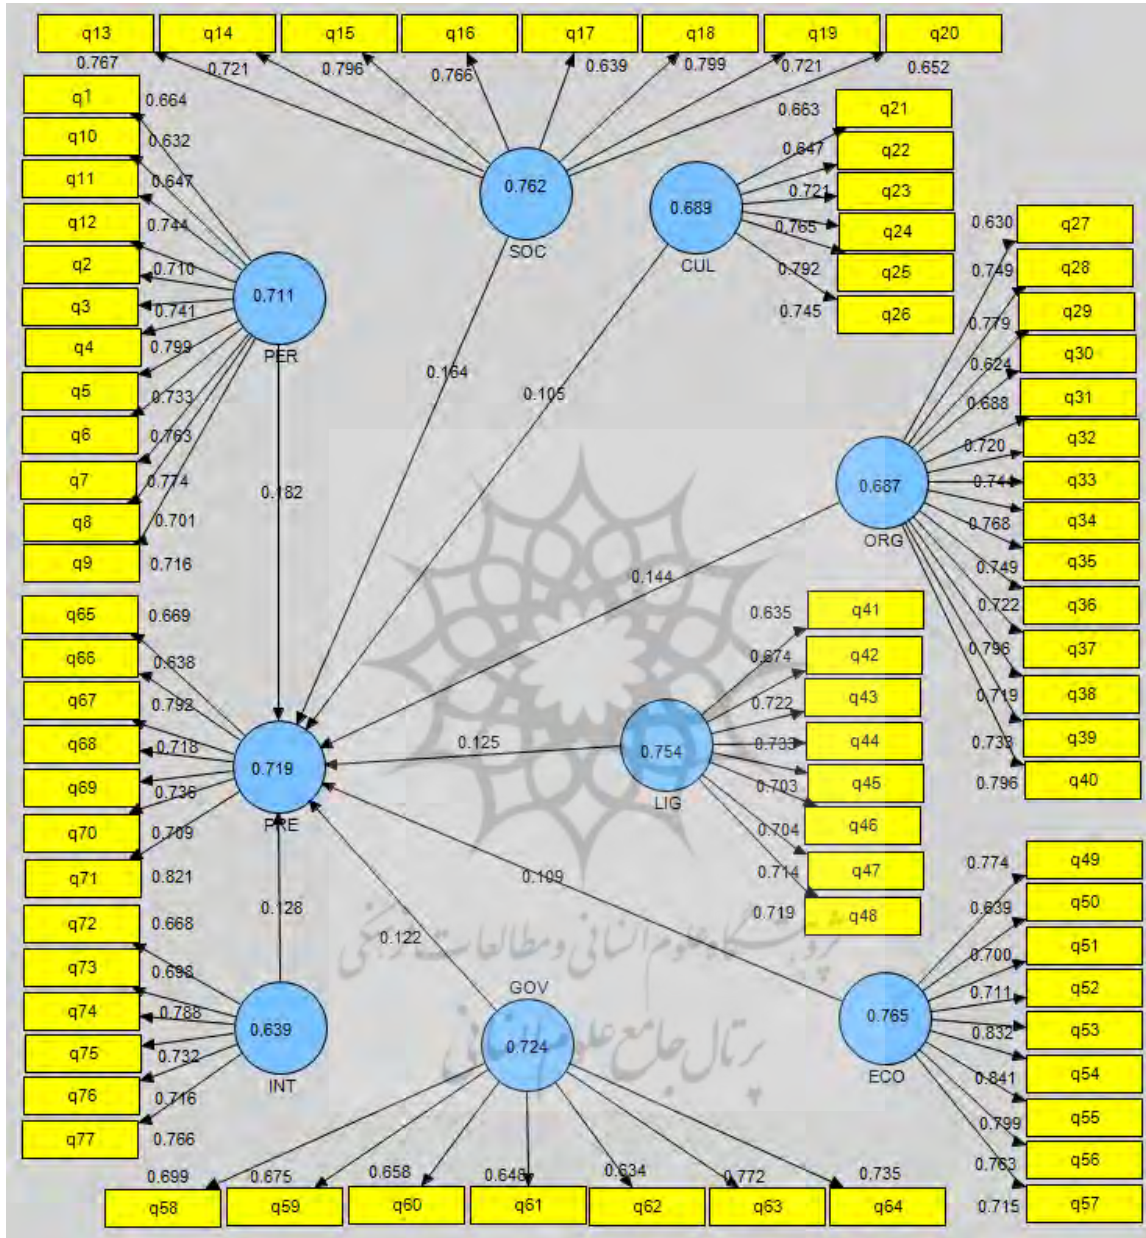 q13 q14 q15 q16 q17 q18 q19 q20
0.767 0.721 0.796 0.766 0.639 0.799 0.721 0.652
q1 0.664
q10 0.632
q11 0.647
q12 0.744
q2 0.710
q3 0.741
q4 0.799
q5 0.733
q6 0.763
q7 0.774
q8 0.701
q9 0.716
0.711
PER
0.762
SOC
0.689
CUL
0.663 q21
0.647 q22
0.721 q23
0.765 q24
0.792 q25
0.745 q26
0.630 q27
0.749 q28
0.779 q29
0.624 q30
0.688 q31
0.720 q32
0.744 q33
0.768 q34
0.749 q35
0.722 q36
0.796 q37
0.719 q38
0.733 q39
0.796 q40
0.687
ORG
0.182
0.164
0.105
0.144
0.125
0.109
0.122
0.128
q65 0.669
q66 0.638
q67 0.792
q68 0.718
q69 0.736
q70 0.709
q71 0.821
0.719
PRE
0.635 q41
0.674 q42
0.722 q43
0.733 q44
0.703 q45
0.704 q46
0.714 q47
0.719 q48
0.754
LIG
q72 0.668
q73 0.698
q74 0.788
q75 0.732
q76 0.716
q77 0.766
0.639
INT
GOV
0.724
0.774 q49
0.639 q50
0.700 q51
0.711 q52
0.832 q53
0.841 q54
0.799 q55
0.763 q56
0.715 q57
0.765
ECO
0.699 0.675 0.658 0.648 0.634 0.772 0.735
q58 q59 q60 q61 q62 q63 q64
پژوهشگاه علوم انسانی و مطالعات فرهنگی
پرتال جامع علوم انسانی